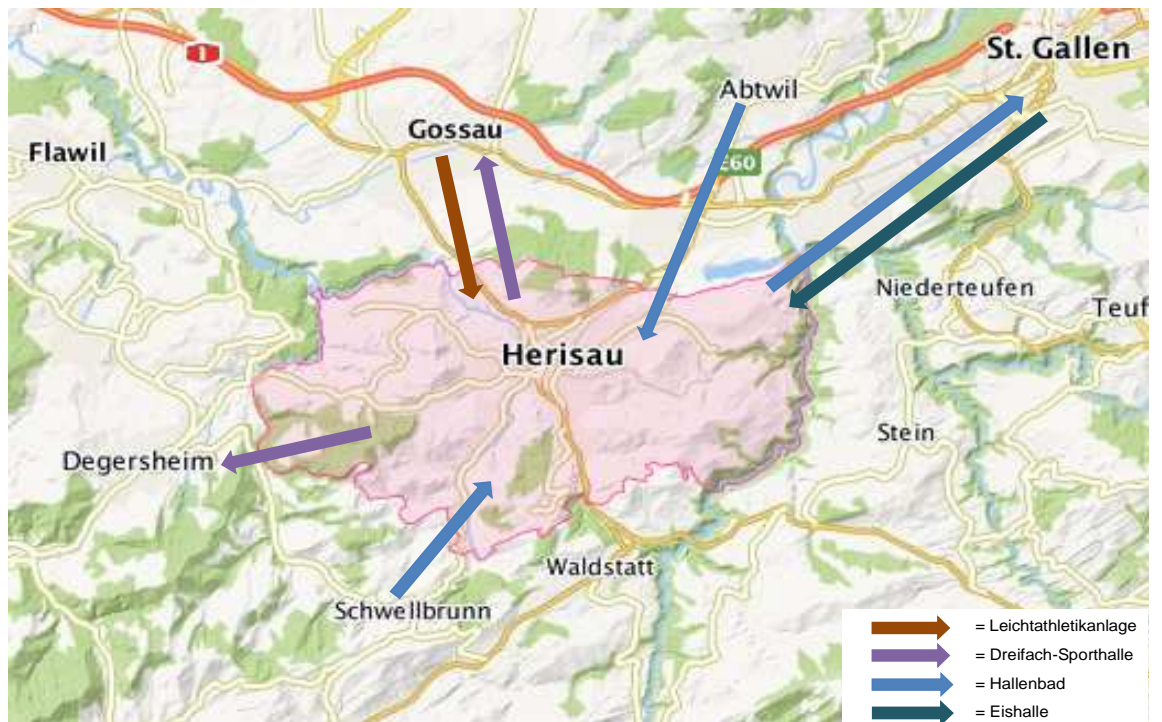 1
St. Gallen
Abtwil
Gossau
Flawil
E60
Niederteufen
Teuf
Herisau
Stein
Degersheim
Waldstatt
Schwellbrunn
= Leichtathletikanlage
= Dreifach-Sporthalle
= Hallenbad
= Eishalle